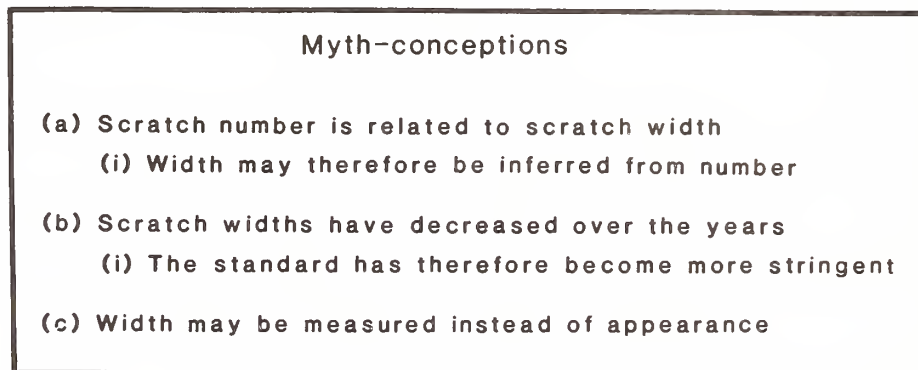 Myth-conceptions
(a) Scratch number is related to scratch width
(i) Width may therefore be inferred from number
(b) Scratch widths have decreased over the years
(i) The standard has therefore become more stringent
(c) Width may be measured instead of appearance